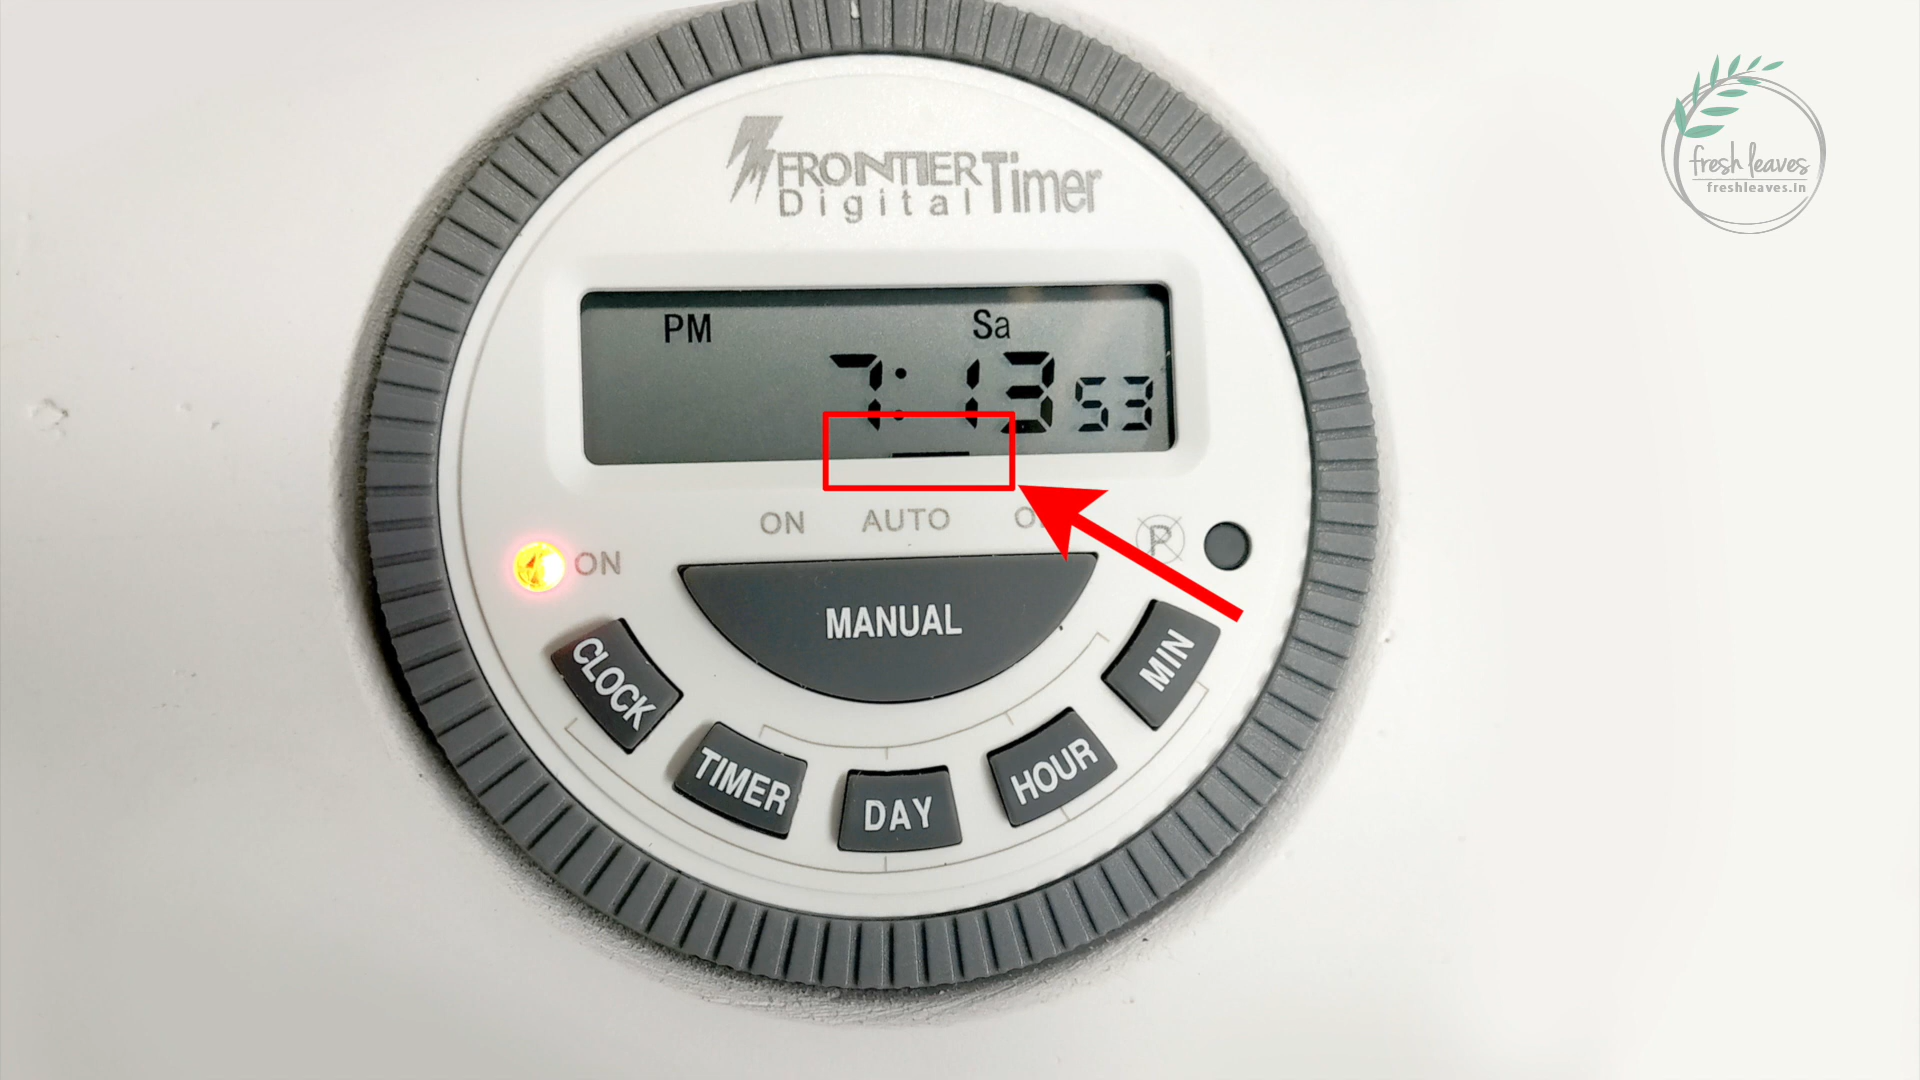 fresh leaves
freshleaves.in
FRONTIER Timer
Digital
PM Sa
7:13 53
ON AUTO
P
ON
MANUAL
CLOCK
TIMER
DAY
HOUR
MIN